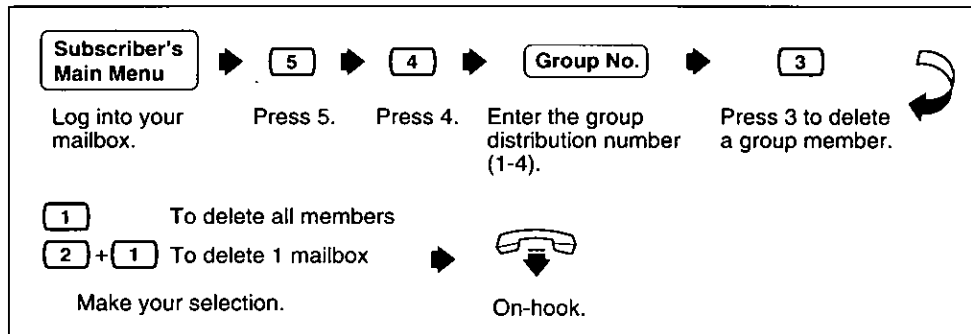 Subscriber's
Main Menu
5
4
Group No.
3
Log into your
mailbox.
Press 5.
Press 4.
Enter the group
distribution number
(1-4).
Press 3 to delete
a group member.
1 To delete all members
2 + 1 To delete 1 mailbox
Make your selection.
On-hook.